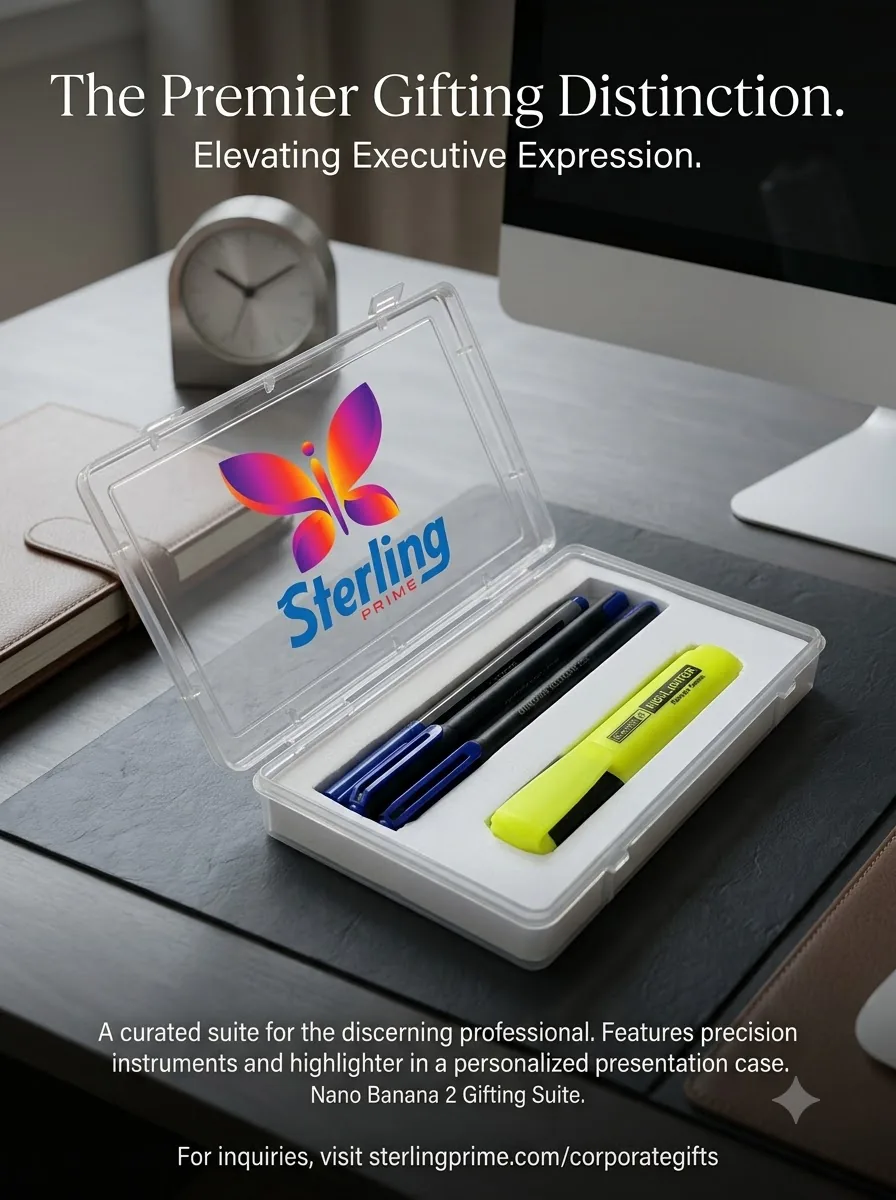 The Premier Gifting Distinction.
Elevating Executive Expression.
Sterling
PRIME
HIGHLIGHTER
A curated suite for the discerning professional. Features precision
instruments and highlighter in a personalized presentation case.
Nano Banana 2 Gifting Suite.
For inquiries, visit sterlingprime.com/corporategifts